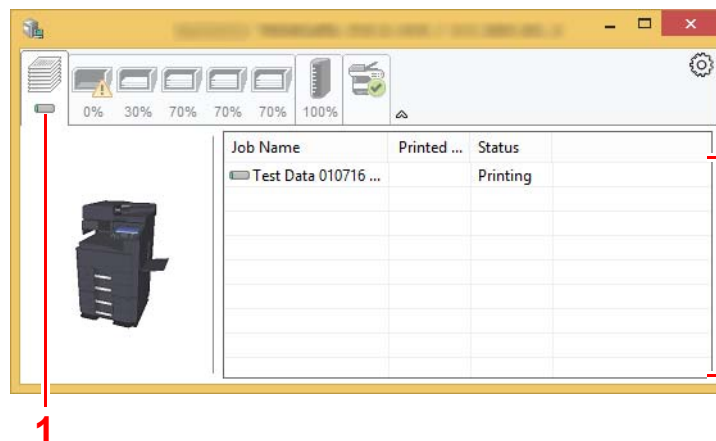 0% 30% 70% 70% 70% 100%
Job Name Printed ... Status
Test Data 010716 ... Printing
1